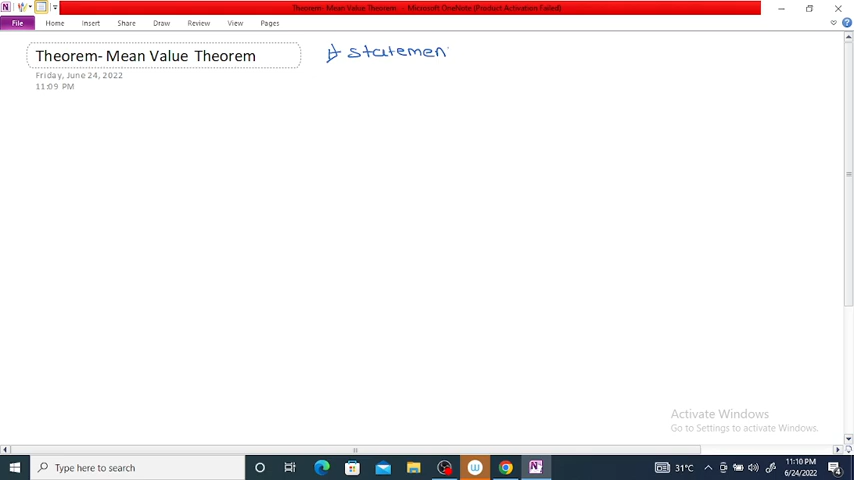 Theorem- Mean Value Theorem - Microsoft OneNote (Product Activation Failed)
File Home Insert Share Draw Review View Pages
Theorem- Mean Value Theorem
Friday, June 24, 2022
11:09 PM
statemen
Activate Windows
Go to Settings to activate Windows.
Type here to search
31°C
11:10 PM
6/24/2022
4